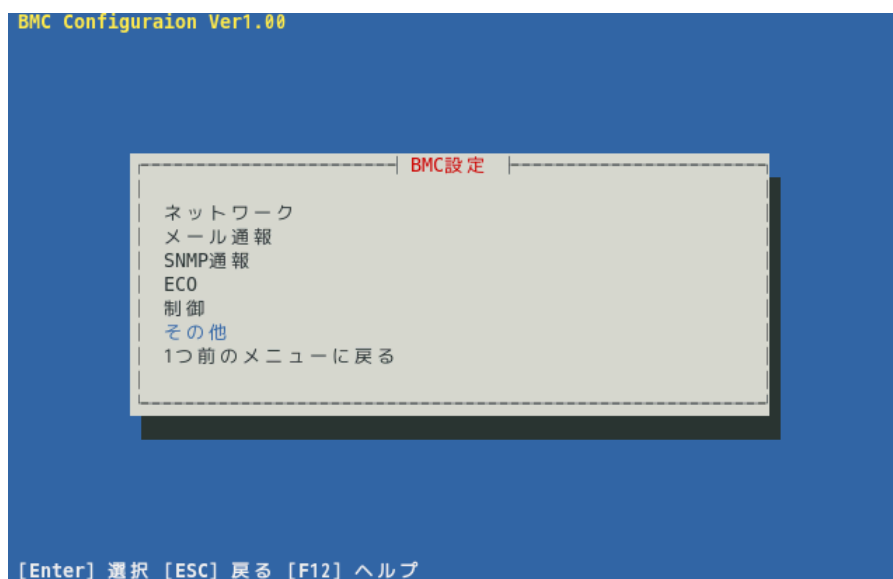 BMC Configuraion Ver1.00
BMC設定
ネットワーク
メール通報
SNMP通報
ECO
制御
その他
1つ前のメニューに戻る
[Enter] 選択 [ESC] 戻る [F12] ヘルプ